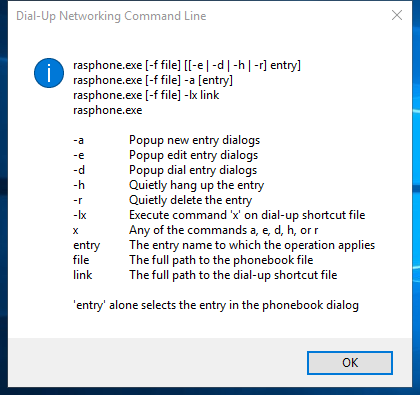 Dial-Up Networking Command Line
rasphone.exe [-f file] [[-e | -d | -h | -r] entry]
rasphone.exe [-f file] -a [entry]
rasphone.exe [-f file] -lx link
rasphone.exe
-a Popup new entry dialogs
-e Popup edit entry dialogs
-d Popup dial entry dialogs
-h Quietly hang up the entry
-r Quietly delete the entry
-lx Execute command 'x' on dial-up shortcut file
x Any of the commands a, e, d, h, or r
entry The entry name to which the operation applies
file The full path to the phonebook file
link The full path to the dial-up shortcut file
'entry' alone selects the entry in the phonebook dialog
OK